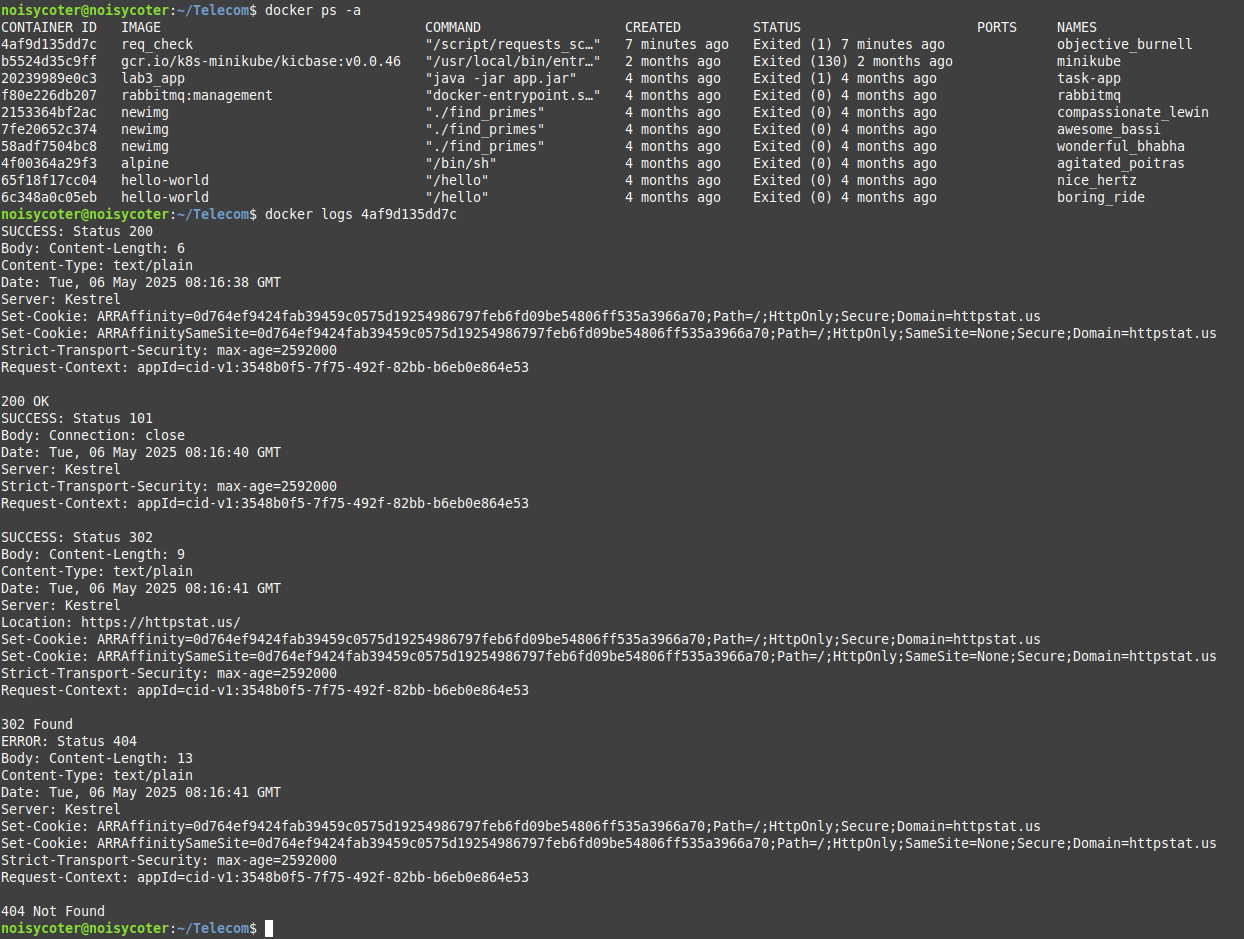 noisycoter@noisycoter:~/Telecom$ docker ps -a
CONTAINER ID   IMAGE                                 COMMAND                  CREATED         STATUS                      PORTS     NAMES
4af9d135dd7c   req_check                             "/script/requests_sc…"   7 minutes ago   Exited (1) 7 minutes ago              objective_burnell
b5524d35c9ff   gcr.io/k8s-minikube/kicbase:v0.0.46   "/usr/local/bin/entr…"   2 months ago    Exited (130) 2 months ago             minikube
20239989e0c3   lab3_app                              "java -jar app.jar"      4 months ago    Exited (1) 4 months ago               task-app
f80e226db207   rabbitmq:management                   "docker-entrypoint.s…"   4 months ago    Exited (0) 4 months ago               rabbitmq
2153364bf2ac   newimg                                "./find_primes"          4 months ago    Exited (0) 4 months ago               compassionate_lewin
7fe20652c374   newimg                                "./find_primes"          4 months ago    Exited (0) 4 months ago               awesome_bassi
58adf7504bc8   newimg                                "./find_primes"          4 months ago    Exited (0) 4 months ago               wonderful_bhabha
4f00364a29f3   alpine                                "/bin/sh"                4 months ago    Exited (0) 4 months ago               agitated_poitras
65f18f17cc04   hello-world                           "/hello"                 4 months ago    Exited (0) 4 months ago               nice_hertz
6c348a0c05eb   hello-world                           "/hello"                 4 months ago    Exited (0) 4 months ago               boring_ride
noisycoter@noisycoter:~/Telecom$ docker logs 4af9d135dd7c
SUCCESS: Status 200
Body: Content-Length: 6
Content-Type: text/plain
Date: Tue, 06 May 2025 08:16:38 GMT
Server: Kestrel
Set-Cookie: ARRAffinity=0d764ef9424fab39459c0575d19254986797feb6fd09be54806ff535a3966a70;Path=/;HttpOnly;Secure;Domain=httpstat.us
Set-Cookie: ARRAffinitySameSite=0d764ef9424fab39459c0575d19254986797feb6fd09be54806ff535a3966a70;Path=/;HttpOnly;SameSite=None;Secure;Domain=httpstat.us
Strict-Transport-Security: max-age=2592000
Request-Context: appId=cid-v1:3548b0f5-7f75-492f-82bb-b6eb0e864e53

200 OK
SUCCESS: Status 101
Body: Connection: close
Date: Tue, 06 May 2025 08:16:40 GMT
Server: Kestrel
Strict-Transport-Security: max-age=2592000
Request-Context: appId=cid-v1:3548b0f5-7f75-492f-82bb-b6eb0e864e53

SUCCESS: Status 302
Body: Content-Length: 9
Content-Type: text/plain
Date: Tue, 06 May 2025 08:16:41 GMT
Server: Kestrel
Location: https://httpstat.us/
Set-Cookie: ARRAffinity=0d764ef9424fab39459c0575d19254986797feb6fd09be54806ff535a3966a70;Path=/;HttpOnly;Secure;Domain=httpstat.us
Set-Cookie: ARRAffinitySameSite=0d764ef9424fab39459c0575d19254986797feb6fd09be54806ff535a3966a70;Path=/;HttpOnly;SameSite=None;Secure;Domain=httpstat.us
Strict-Transport-Security: max-age=2592000
Request-Context: appId=cid-v1:3548b0f5-7f75-492f-82bb-b6eb0e864e53

302 Found
ERROR: Status 404
Body: Content-Length: 13
Content-Type: text/plain
Date: Tue, 06 May 2025 08:16:41 GMT
Server: Kestrel
Set-Cookie: ARRAffinity=0d764ef9424fab39459c0575d19254986797feb6fd09be54806ff535a3966a70;Path=/;HttpOnly;Secure;Domain=httpstat.us
Set-Cookie: ARRAffinitySameSite=0d764ef9424fab39459c0575d19254986797feb6fd09be54806ff535a3966a70;Path=/;HttpOnly;SameSite=None;Secure;Domain=httpstat.us
Strict-Transport-Security: max-age=2592000
Request-Context: appId=cid-v1:3548b0f5-7f75-492f-82bb-b6eb0e864e53

404 Not Found
noisycoter@noisycoter:~/Telecom$